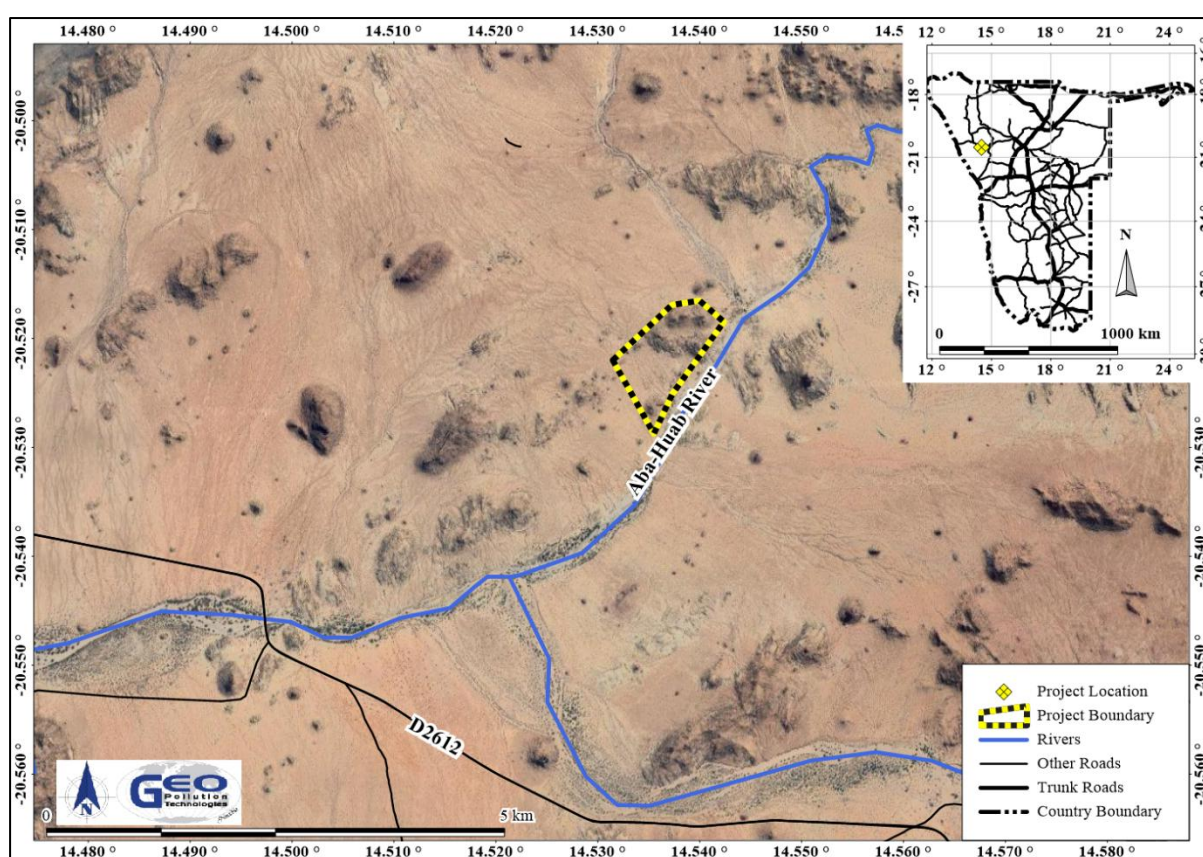 14.480 ° 14.490 ° 14.500 ° 14.510 ° 14.520 ° 14.530 ° 14.540 ° 14.550 °
-20.500 °
-20.510 °
-20.520 °
-20.530 °
-20.540 °
-20.550 °
-20.560 °
12 ° 15 ° 18 ° 21 ° 24 °
-18 °
-21 °
-24 °
-27 °
-18 °
-21 °
-24 °
-27 °
N
0 1000 km
12 ° 15 ° 18 ° 21 ° 24 °
Aba-Huab River
D2612
-20.530 °
-20.540 °
-20.550 °
-20.560 °
Project Location
Project Boundary
Rivers
Other Roads
Trunk Roads
Country Boundary
N
GEO
Pollution
Technologies
0 5 km
14.480 ° 14.490 ° 14.500 ° 14.510 ° 14.520 ° 14.530 ° 14.540 ° 14.550 ° 14.560 ° 14.570 ° 14.580 °